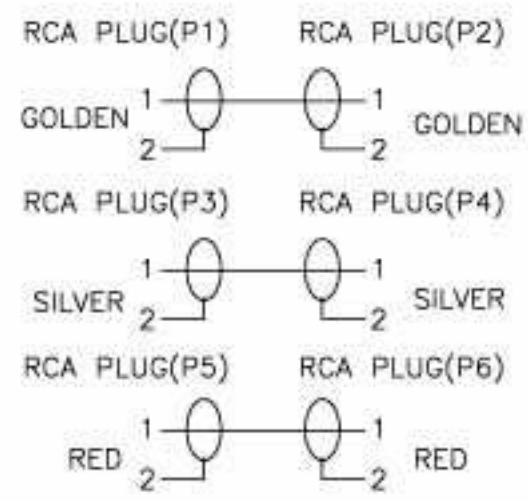 RCA PLUG(P1) RCA PLUG(P2)
1 1
GOLDEN GOLDEN
2 2
RCA PLUG(P3) RCA PLUG(P4)
1 1
SILVER SILVER
2 2
RCA PLUG(P5) RCA PLUG(P6)
1 1
RED RED
2 2